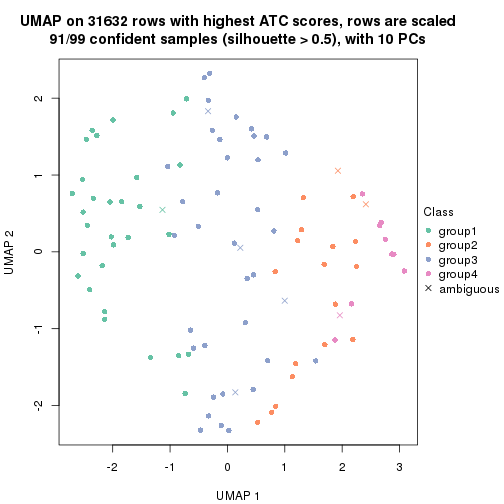 UMAP on 31632 rows with highest ATC scores, rows are scaled
91/99 confident samples (silhouette > 0.5), with 10 PCs
2
1
0
-1
-2
UMAP 2
-2
-1
0
1
2
3
UMAP 1
Class
group1
group2
group3
group4
ambiguous